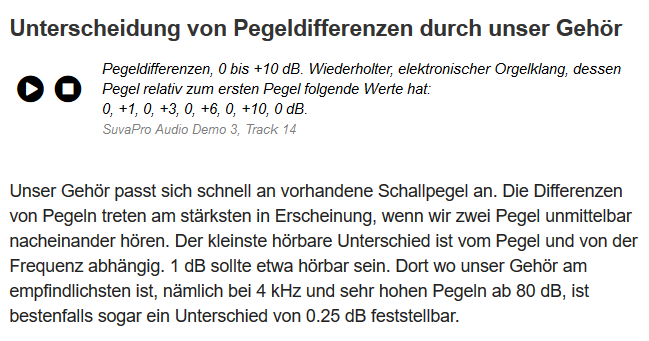 Unterscheidung von Pegeldifferenzen durch unser Gehör
Pegeldifferenzen, 0 bis +10 dB. Wiederholter, elektronischer Orgelklang, dessen
Pegel relativ zum ersten Pegel folgende Werte hat:
0, +1, 0, +3, 0, +6, 0, +10, 0 dB.
SuvaPro Audio Demo 3, Track 14
Unser Gehör passt sich schnell an vorhandene Schallpegel an. Die Differenzen
von Pegeln treten am stärksten in Erscheinung, wenn wir zwei Pegel unmittelbar
nacheinander hören. Der kleinste hörbare Unterschied ist vom Pegel und von der
Frequenz abhängig. 1 dB sollte etwa hörbar sein. Dort wo unser Gehör am
empfindlichsten ist, nämlich bei 4 kHz und sehr hohen Pegeln ab 80 dB, ist
bestenfalls sogar ein Unterschied von 0.25 dB feststellbar.